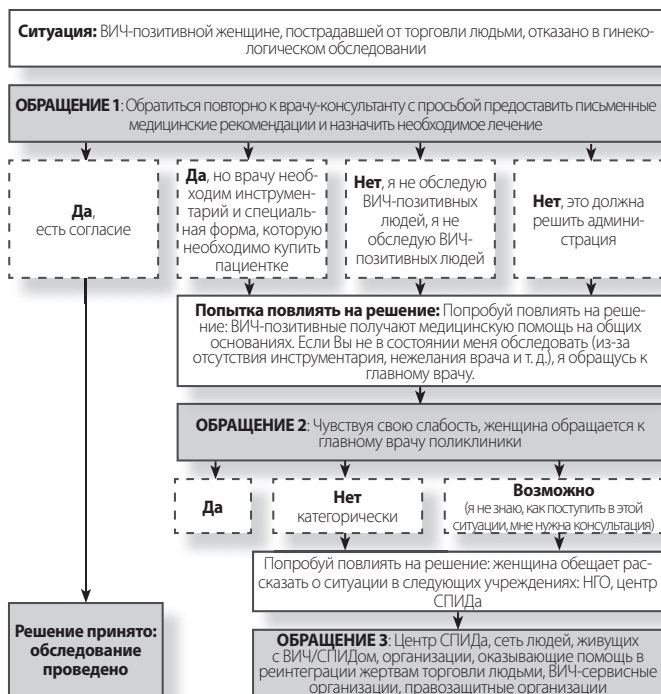 Ситуация: ВИЧ-позитивной женщине, пострадавшей от торговли людьми, отказано в гинеко-
логическом обследовании
ОБРАЩЕНИЕ 1: Обратиться повторно к врачу-консультанту с просьбой предоставить письменные
медицинские рекомендации и назначить необходимое лечение
Да,
есть согласие
Да, но врачу необ-
ходим инструмен-
тарий и специаль-
ная форма, которую
необходимо купить
пациентке
Нет, я не обследую
ВИЧ-позитивных
людей, я не
обследую ВИЧ-
позитивных людей
Нет, это должна
решить админи-
страция
Попытка повлиять на решение: Попробуй повлиять на реше-
ние: ВИЧ-позитивные получают медицинскую помощь на общих
основаниях. Если Вы не в состоянии меня обследовать (из-за
отсутствия инструментария, нежелания врача и т. д.), я обращусь к
главному врачу.
ОБРАЩЕНИЕ 2: Чувствуя свою слабость, женщина обращается к
главному врачу поликлиники
Да
Нет
категорически
Возможно
(я не знаю, как поступить в этой
ситуации, мне нужна консультация)
Попробуй повлиять на решение: женщина обещает рас-
сказать о ситуации в следующих учреждениях: НГО, центр
СПИДа
Решение принято:
обследование
проведено
ОБРАЩЕНИЕ 3: Центр СПИДа, сеть людей, живущих
с ВИЧ/СПИДом, организации, оказывающие помощь в
реинтеграции жертвам торговли людьми, ВИЧ-сервисные
организации, правозащитные организации